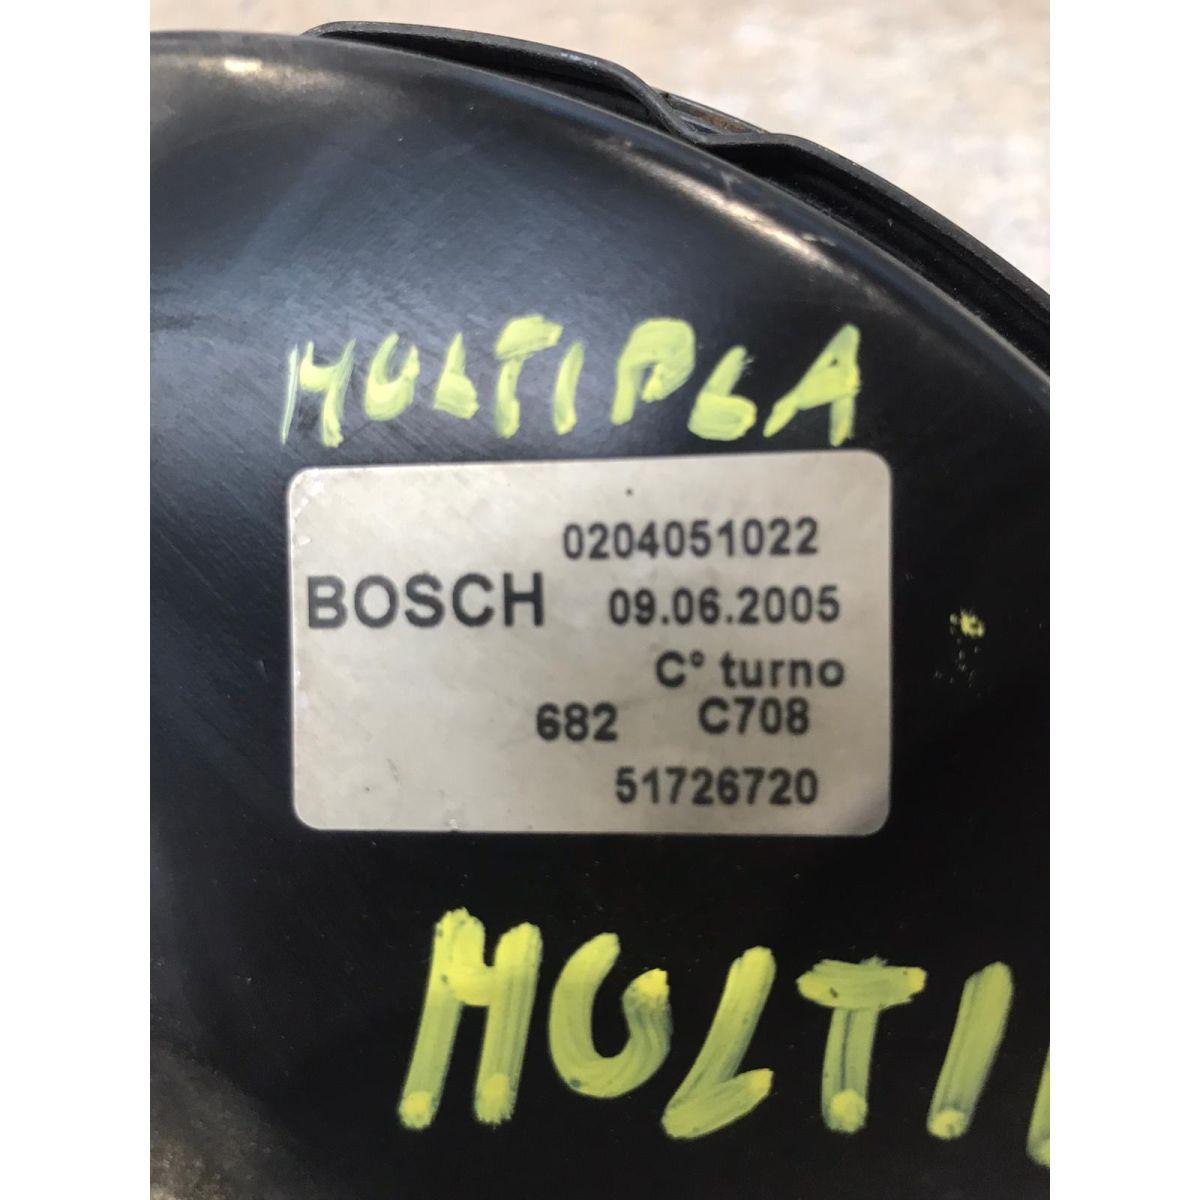 MULTIPLA
0204051022
BOSCH 09.06.2005
C° turno
682 C708
51726720
MULTI